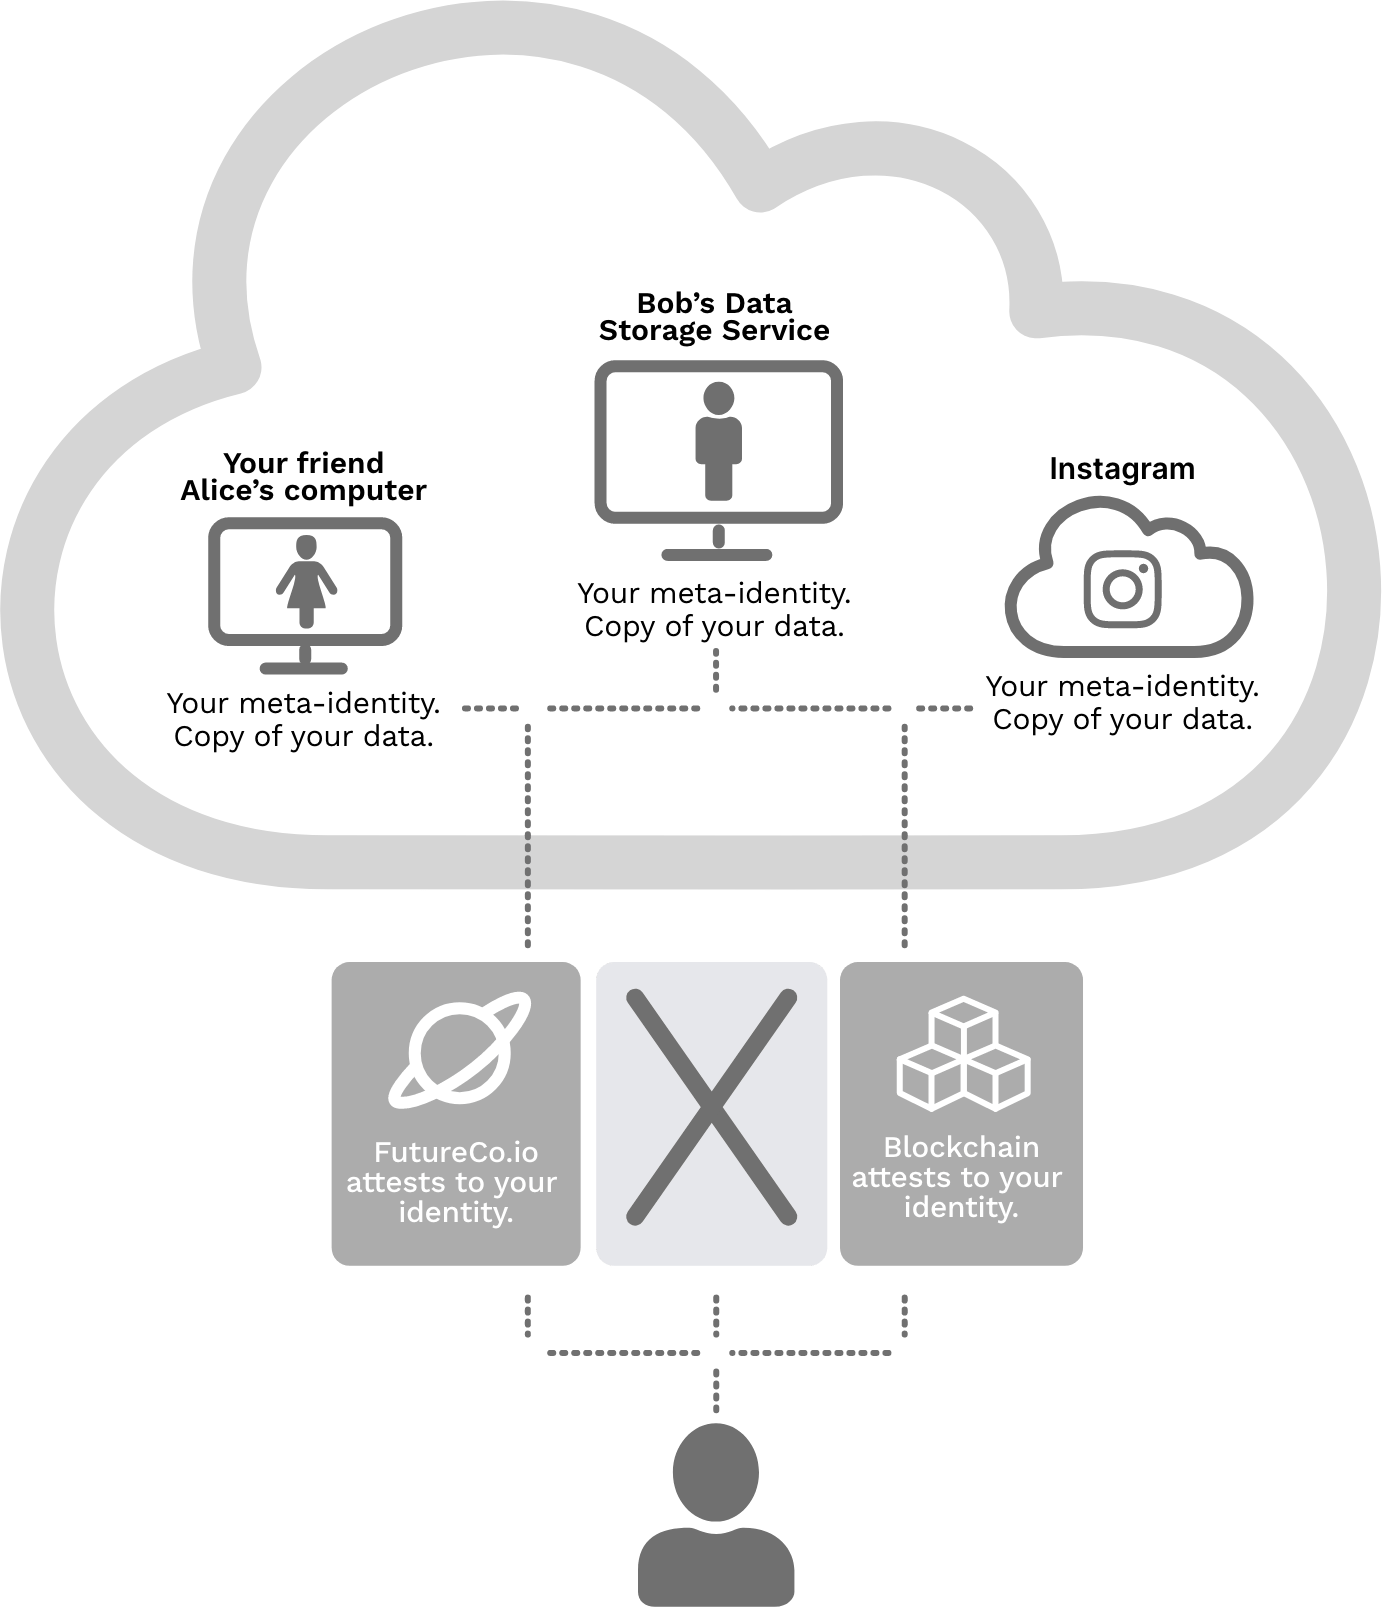 Bob’s Data
Storage Service
Your friend
Alice’s computer
Instagram
Your meta-identity.
Copy of your data.
Your meta-identity.
Copy of your data.
Your meta-identity.
Copy of your data.
FutureCo.io
attests to your
identity.
Blockchain
attests to your
identity.